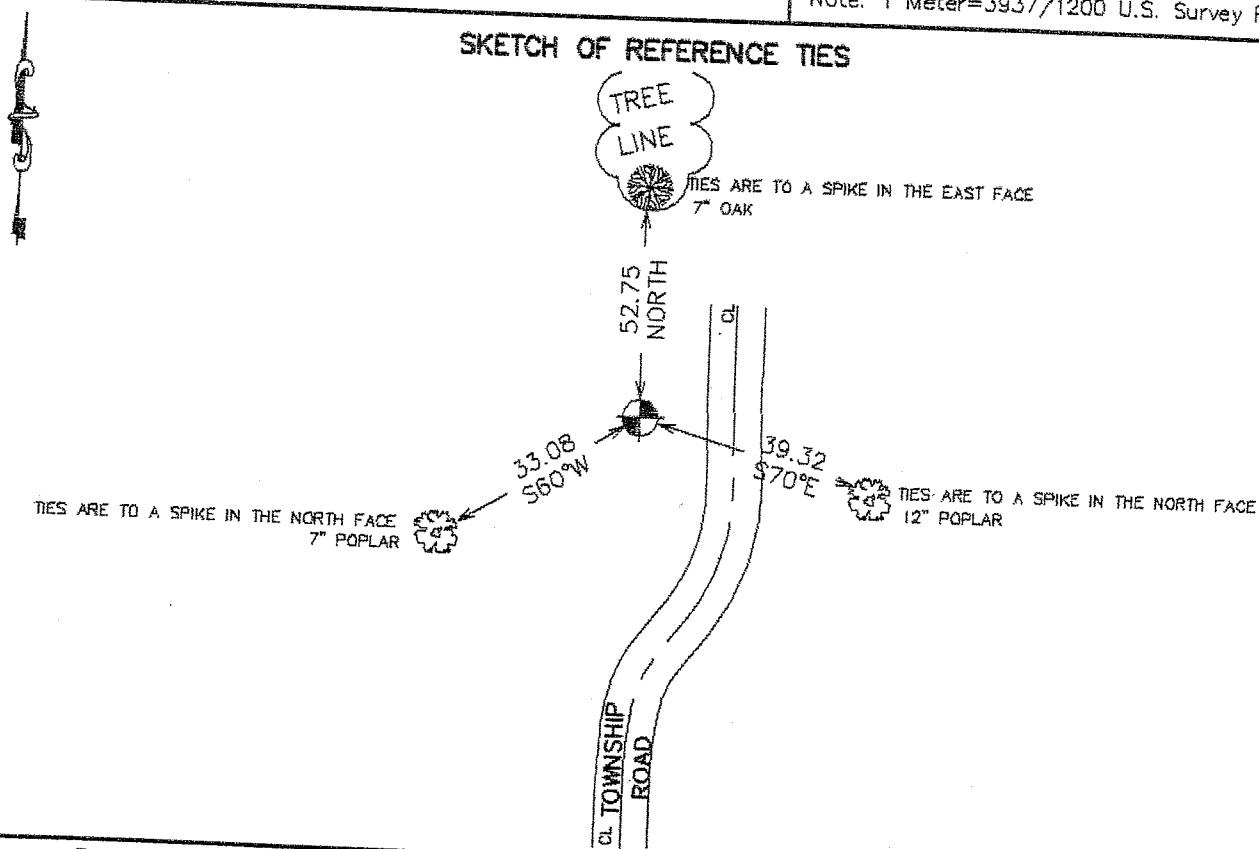 Note: 1 Meter=3937/1200 U.S. Survey
SKETCH OF REFERENCE TIES
TREE
LINE
TIES ARE TO A SPIKE IN THE EAST FACE
7" OAK
52.75
NORTH
CL
33.08
S60°W
39.32
S70°E
TIES ARE TO A SPIKE IN THE NORTH FACE
7" POPLAR
TIES ARE TO A SPIKE IN THE NORTH FACE
12" POPLAR
CL TOWNSHIP
ROAD